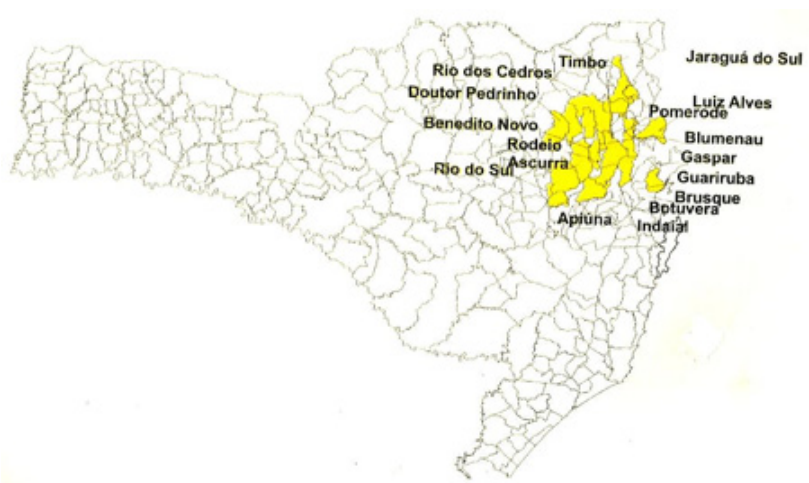 Jaraguá do Sul
Timbo
Rio dos Cedros
Doutor Pedrinho
Luiz Alves
Pomerode
Benedito Novo
Blumenau
Rodeio
Gaspar
Ascurra
Rio do Sul
Guariruba
Brusque
Botuvera
Apiúna
Indaial